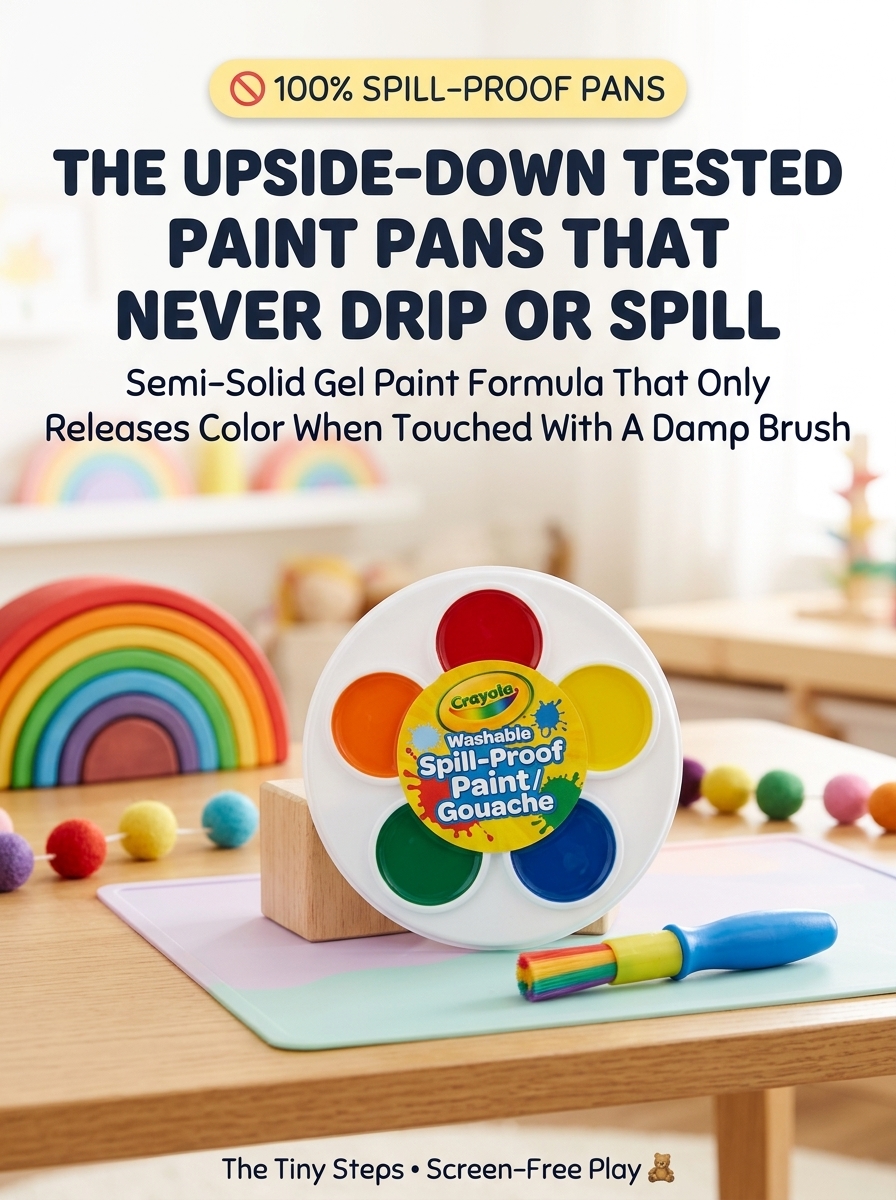 🚫 100% SPILL-PROOF PANS
THE UPSIDE-DOWN TESTED
PAINT PANS THAT
NEVER DRIP OR SPILL
Semi-Solid Gel Paint Formula That Only
Releases Color When Touched With A Damp Brush
Crayola
Washable
Spill-Proof
Paint/
Gouache
The Tiny Steps • Screen-Free Play 🧸